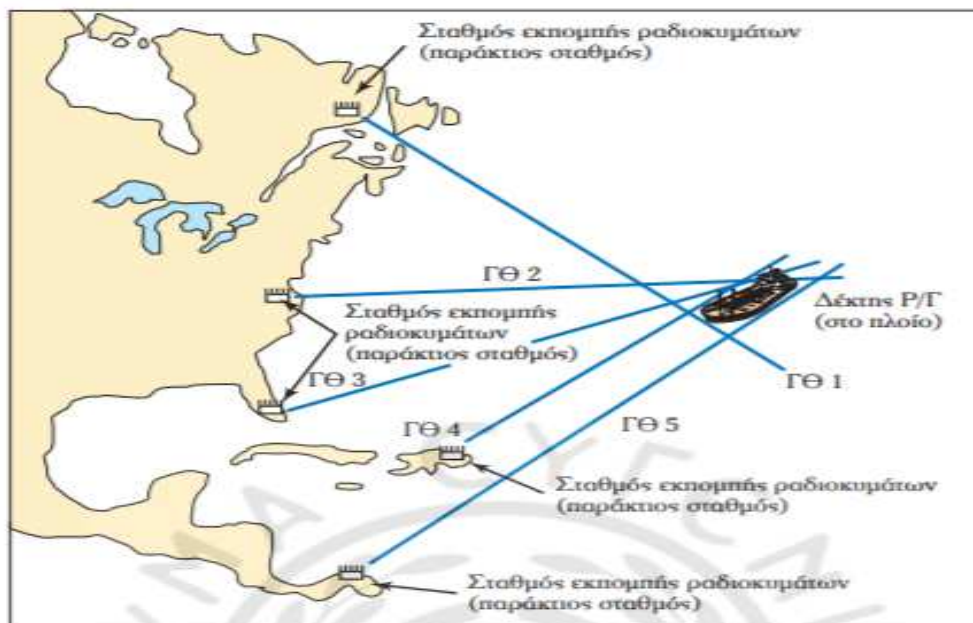 Σταθμός εκπομπής ραδιοκυμάτων
(παράκτιος σταθμός)
ΓΘ 2
Σταθμός εκπομπής
ραδιοκυμάτων
(παράκτιος σταθμός)
Δέκτης Ρ/Γ
(στο πλοίο)
ΓΘ 3
ΓΘ 1
ΓΘ 4
ΓΘ 5
Σταθμός εκπομπής ραδιοκυμάτων
(παράκτιος σταθμός)
Σταθμός εκπομπής ραδιοκυμάτων
(παράκτιος σταθμός)